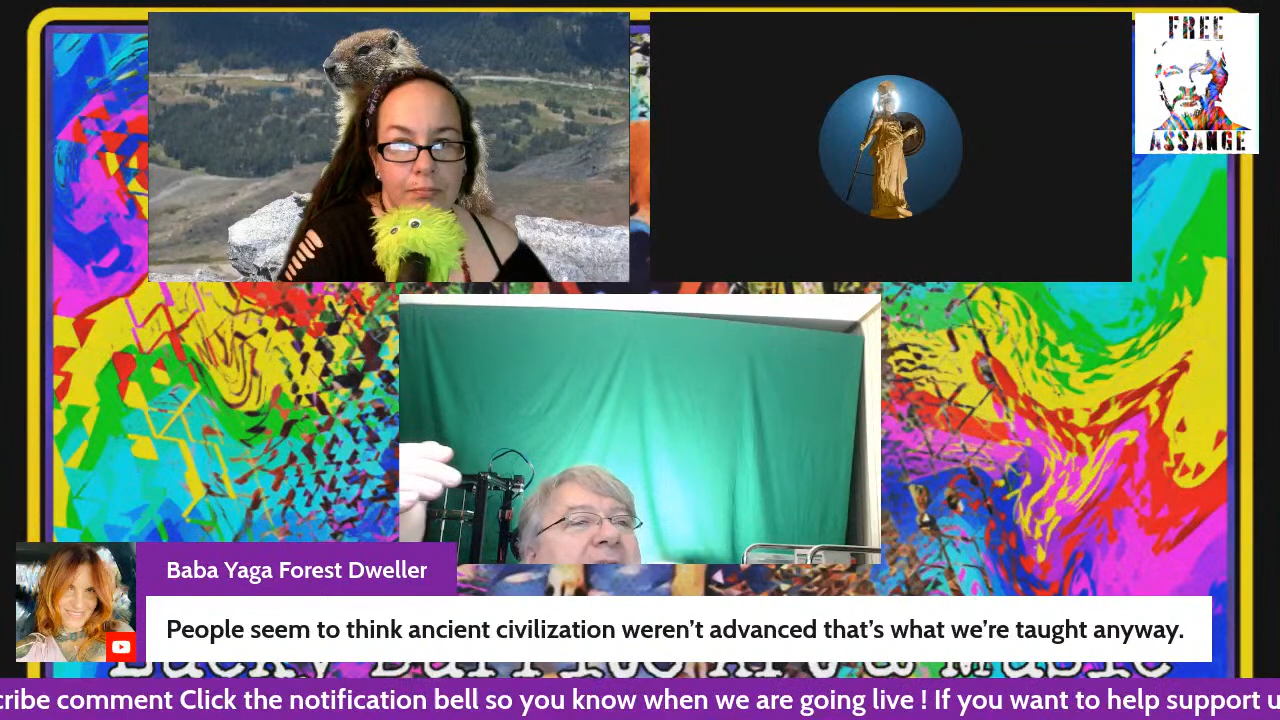 FREE
ASSANGE
Baba Yaga Forest Dweller
People seem to think ancient civilization weren’t advanced that’s what we’re taught anyway.
cribe comment Click the notification bell so you know when we are going live ! If you want to help support u